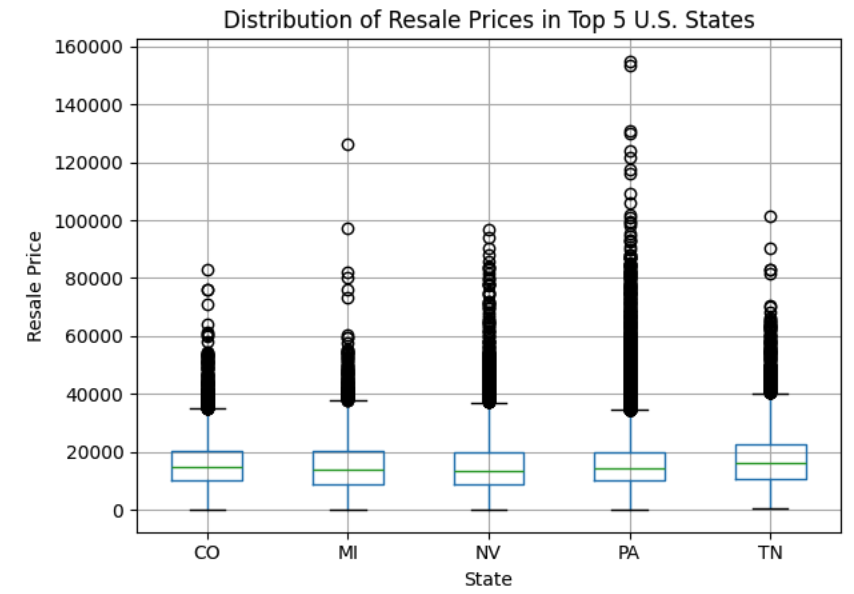 Distribution of Resale Prices in Top 5 U.S. States
160000
140000
120000
100000
80000
60000
40000
20000
0
Resale Price
CO MI NV PA TN
State